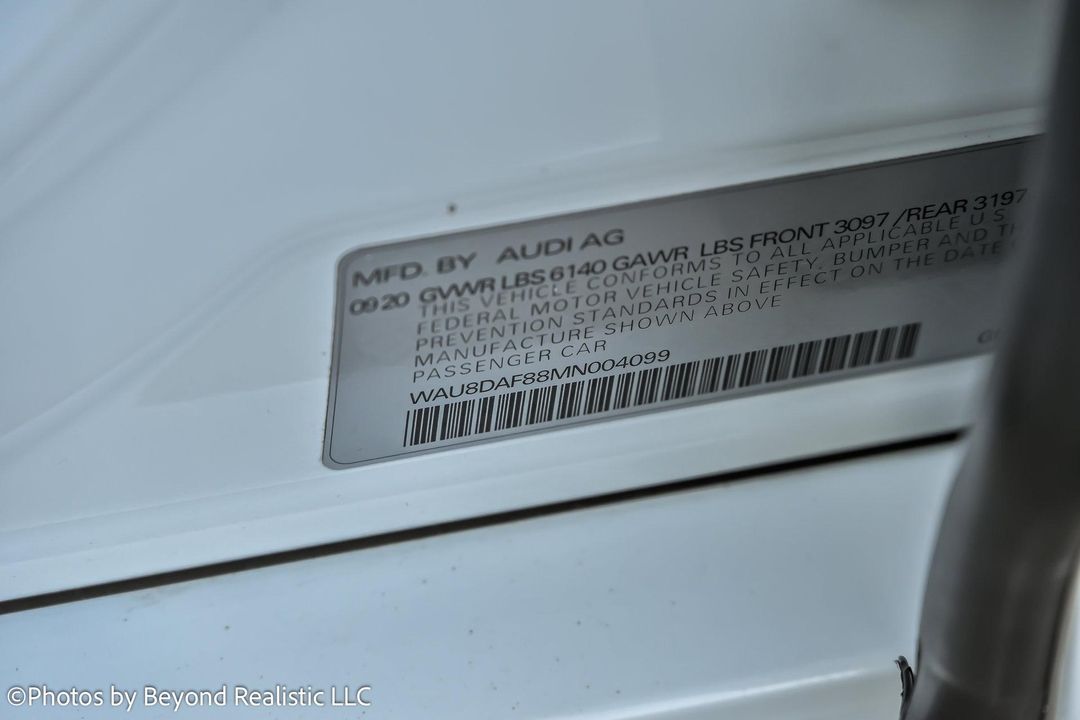 MFD. BY AUDI AG
0920 GVWR LBS 6140 GAWR LBS FRONT 3097 /REAR 3197
THIS VEHICLE CONFORMS TO ALL APPLICABLE U.S.
FEDERAL MOTOR VEHICLE SAFETY, BUMPER AND
PREVENTION STANDARDS IN EFFECT ON THE DATE
MANUFACTURE SHOWN ABOVE
PASSENGER CAR
WAU8DAF88MN004099
©Photos by Beyond Realistic LLC